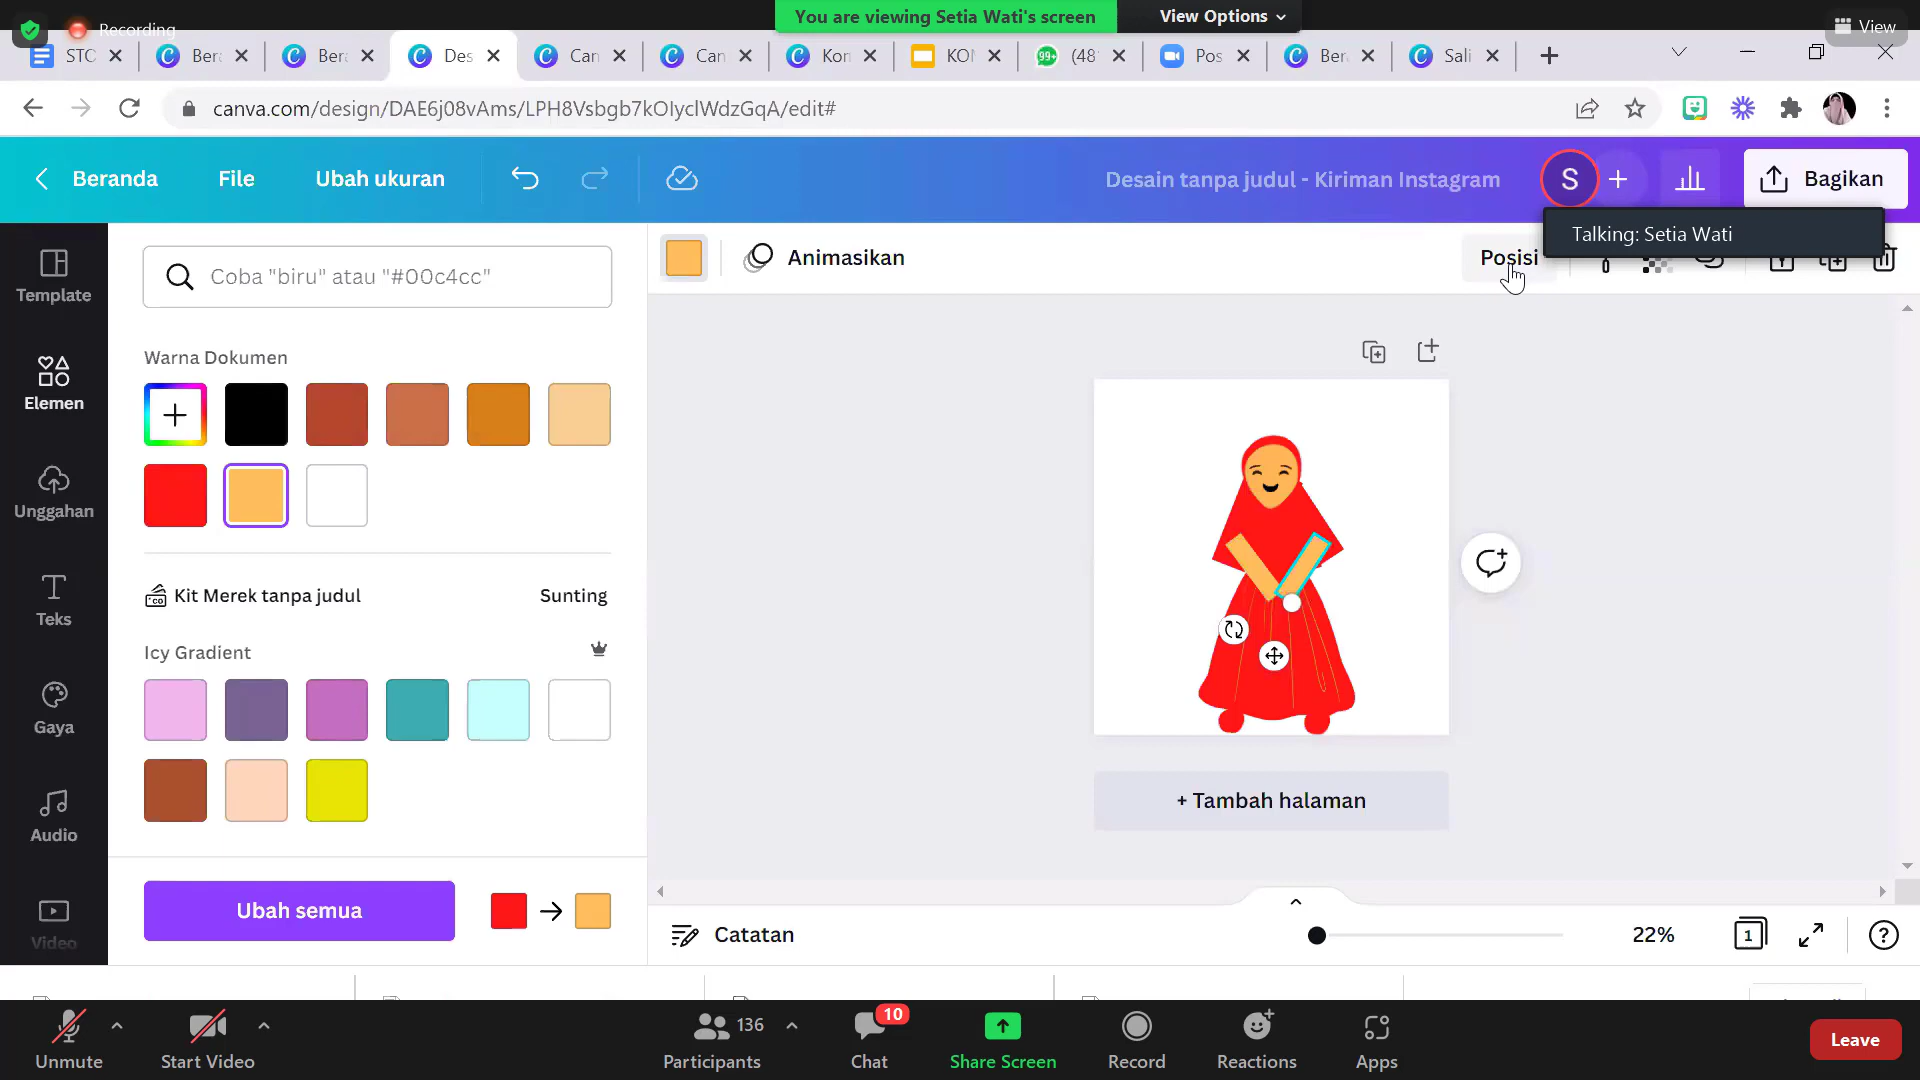 You are viewing Setia Wati's screen
View Options
Recording
View
STC
Ber
Ber
Des
Can
Can
Kon
KON
(48
Pos
Ber
Sali
canva.com/design/DAE6j08vAms/LPH8Vsbgb7kOIyclWdzGqA/edit#
Beranda
File
Ubah ukuran
Desain tanpa judul - Kiriman Instagram
S
Bagikan
Talking: Setia Wati
Template
Elemen
Unggahan
Teks
Gaya
Audio
Video
Coba "biru" atau "#00c4cc"
Animasikan
Posisi
Warna Dokumen
Kit Merek tanpa judul
Sunting
Icy Gradient
Ubah semua
+ Tambah halaman
Catatan
22%
1
Unmute
Start Video
136
Participants
10
Chat
Share Screen
Record
Reactions
Apps
Leave